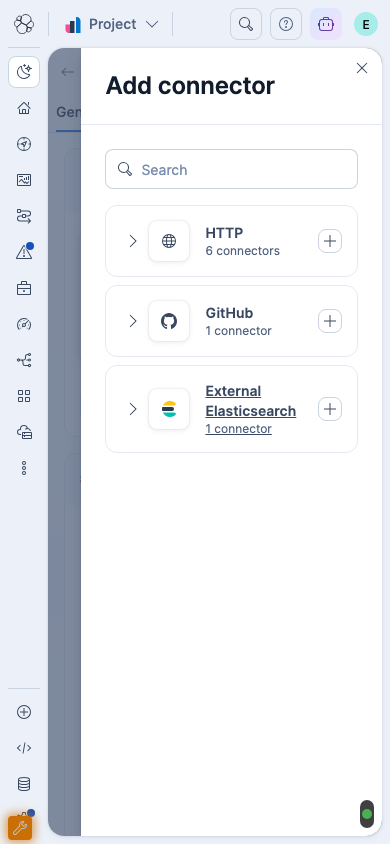 Project
E
Gen
Add connector
Search
HTTP
6 connectors
GitHub
1 connector
External
Elasticsearch
1 connector